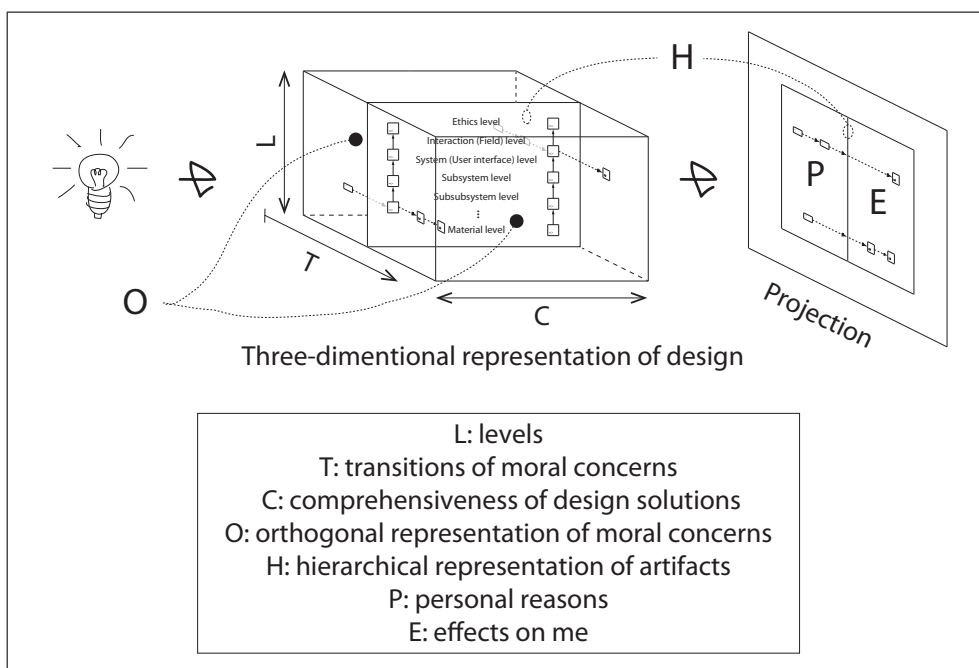 H
L
Ethics level
Interaction (Field) level
System (User interface) level
Subsystem level
Subsubsystem level
⋮
Material level
P
E
T
O
C
Projection
Three-dimentional representation of design
L: levels
T: transitions of moral concerns
C: comprehensiveness of design solutions
O: orthogonal representation of moral concerns
H: hierarchical representation of artifacts
P: personal reasons
E: effects on me